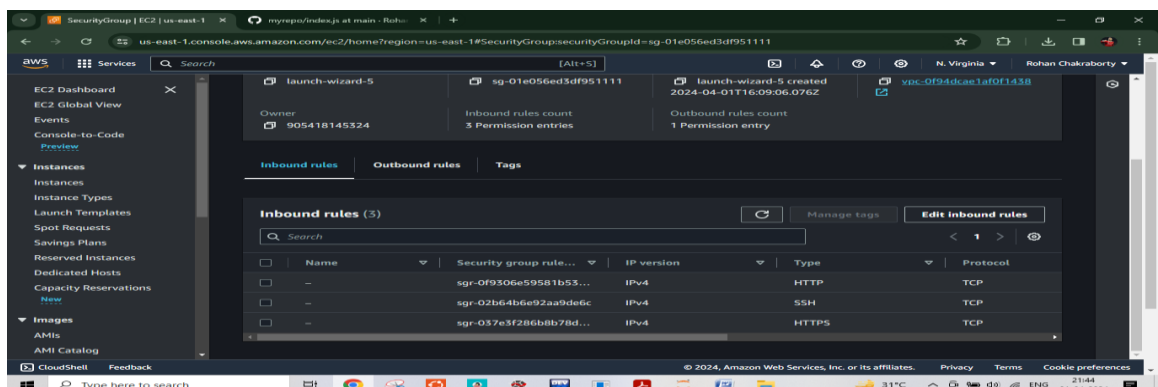 SecurityGroup | EC2 | us-east-1
myrepo/index.js at main · Roha
us-east-1.console.aws.amazon.com/ec2/home?region=us-east-1#SecurityGroup:securityGroupId=sg-01e056ed3df951111
aws Services Search [Alt+S] N. Virginia Rohan Chakraborty
EC2 Dashboard
EC2 Global View
Events
Console-to-Code
Preview
Instances
Instances
Instance Types
Launch Templates
Spot Requests
Savings Plans
Reserved Instances
Dedicated Hosts
Capacity Reservations
New
Images
AMIs
AMI Catalog
launch-wizard-5 sg-01e056ed3df951111 launch-wizard-5 created vpc-0f94dcae1af0f1438
2024-04-01T16:09:06.076Z
Owner Inbound rules count Outbound rules count
905418145324 3 Permission entries 1 Permission entry
Inbound rules Outbound rules Tags
Inbound rules (3) Manage tags Edit inbound rules
Search 1
Name Security group rule... IP version Type Protocol
– sgr-0f9306e59581b53... IPv4 HTTP TCP
– sgr-02b64b6e92aa9de6c IPv4 SSH TCP
– sgr-037e3f286b8b78d... IPv4 HTTPS TCP
CloudShell Feedback © 2024, Amazon Web Services, Inc. or its affiliates. Privacy Terms Cookie preferences
Type here to search 31°C ENG 21:44